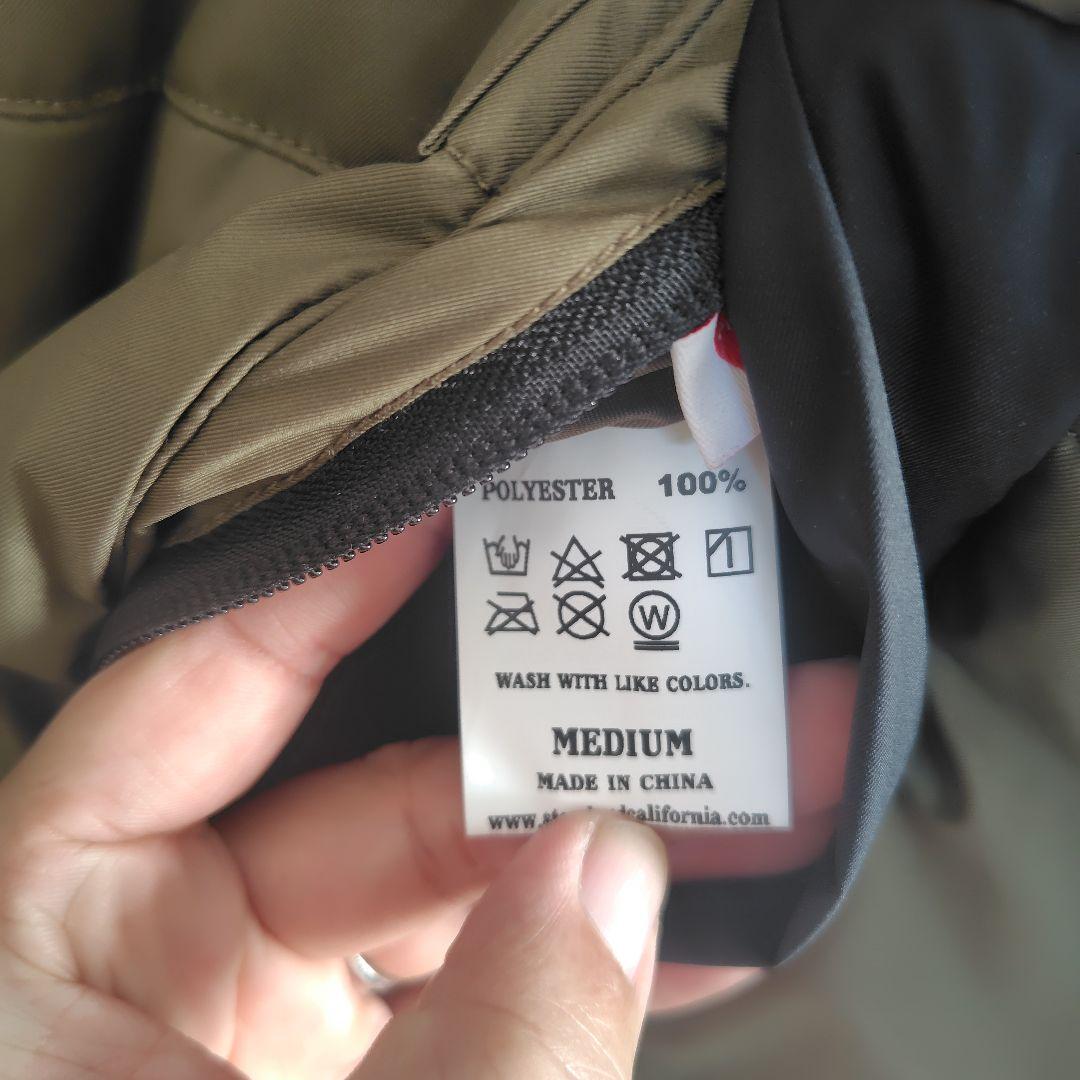 POLYESTER 100%
W
WASH WITH LIKE COLORS.
MEDIUM
MADE IN CHINA